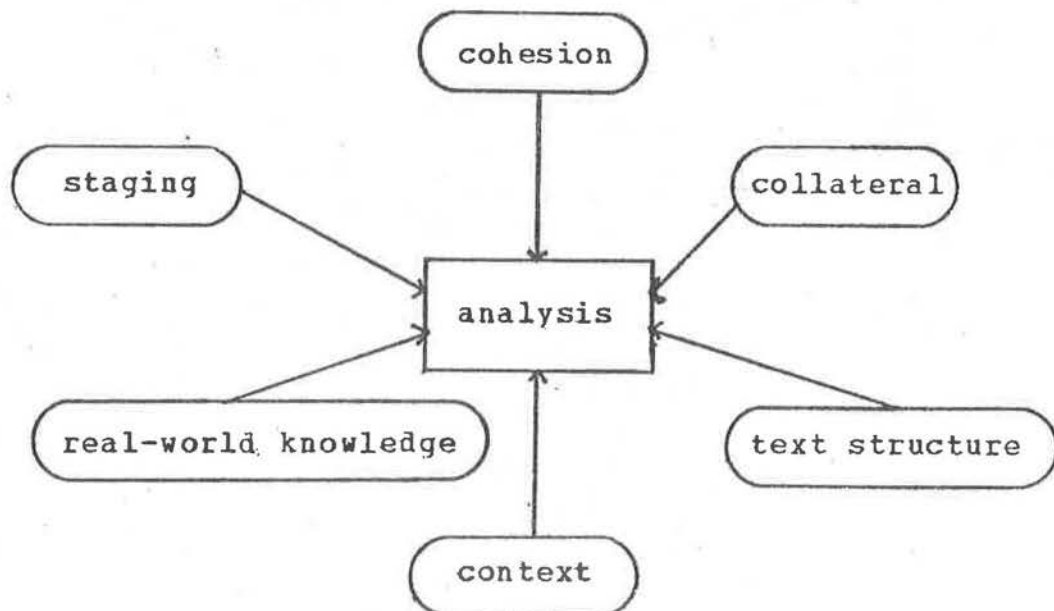 cohesion
staging
collateral
analysis
real-world knowledge
text structure
context